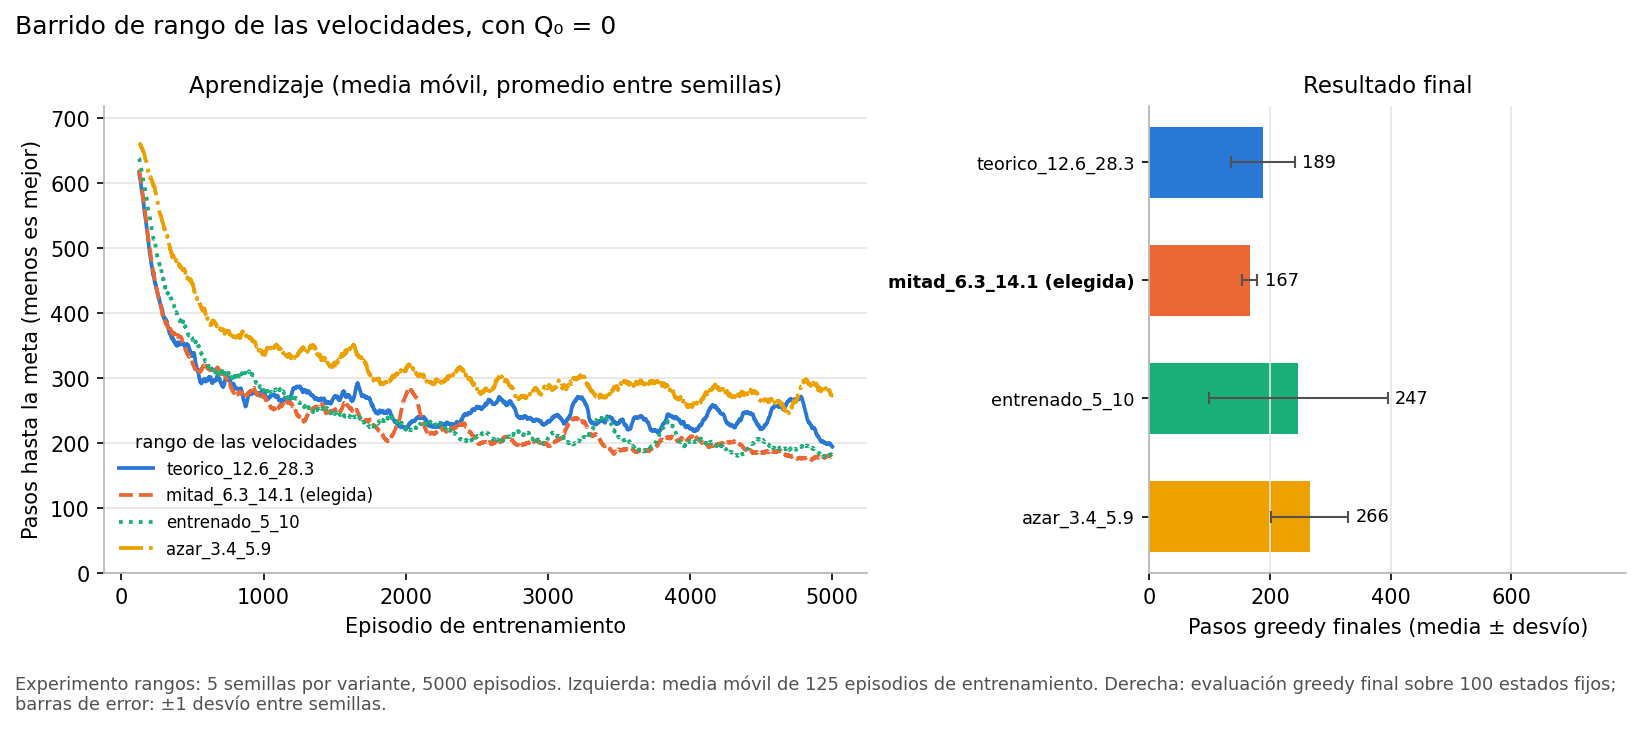 Barrido de rango de las velocidades, con Q₀ = 0
Aprendizaje (media móvil, promedio entre semillas)
Pasos hasta la meta (menos es mejor)
700
600
500
400
300
200
100
0
rango de las velocidades
teorico_12.6_28.3
mitad_6.3_14.1 (elegida)
entrenado_5_10
azar_3.4_5.9
0 1000 2000 3000 4000 5000
Episodio de entrenamiento
Resultado final
teorico_12.6_28.3 189
mitad_6.3_14.1 (elegida) 167
entrenado_5_10 247
azar_3.4_5.9 266
0 200 400 600
Pasos greedy finales (media ± desvío)
Experimento rangos: 5 semillas por variante, 5000 episodios. Izquierda: media móvil de 125 episodios de entrenamiento. Derecha: evaluación greedy final sobre 100 estados fijos;
barras de error: ±1 desvío entre semillas.